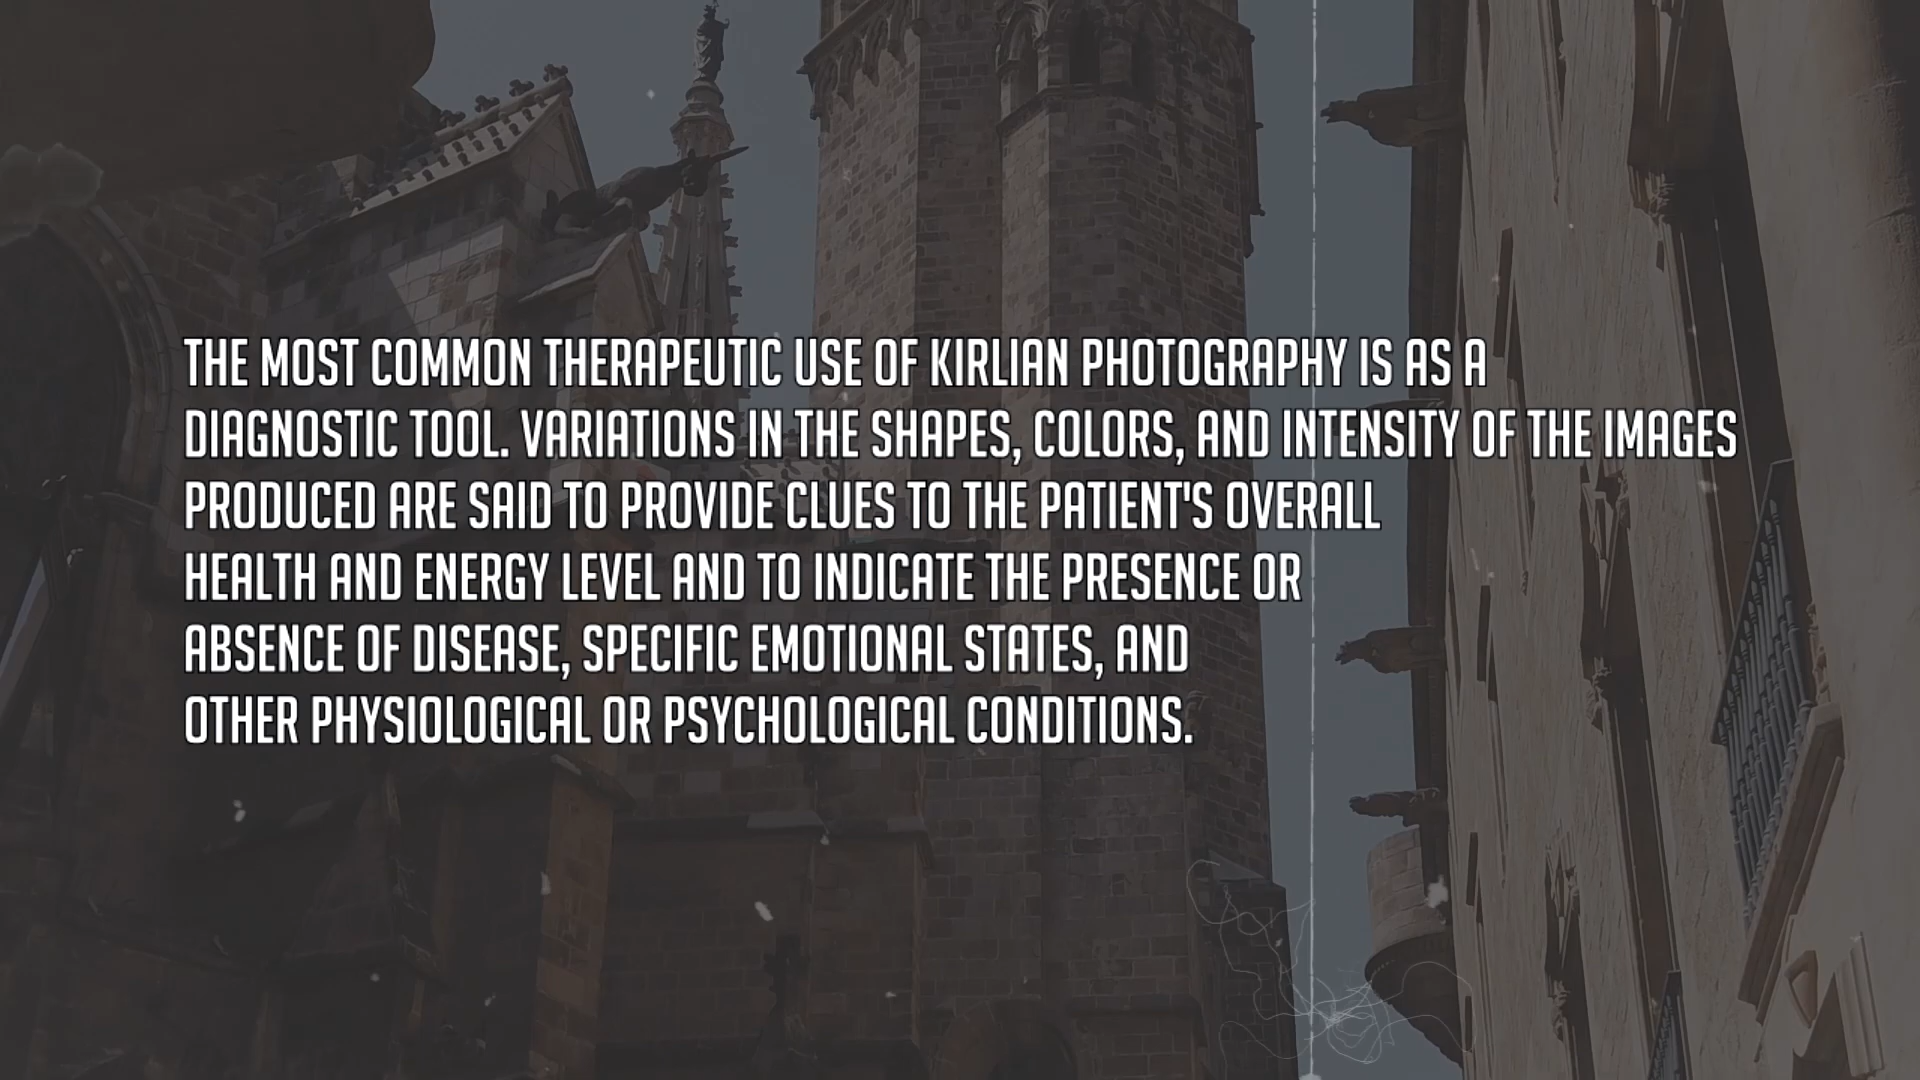 THE MOST COMMON THERAPEUTIC USE OF KIRLIAN PHOTOGRAPHY IS AS A
DIAGNOSTIC TOOL. VARIATIONS IN THE SHAPES, COLORS, AND INTENSITY OF THE IMAGES
PRODUCED ARE SAID TO PROVIDE CLUES TO THE PATIENT'S OVERALL
HEALTH AND ENERGY LEVEL AND TO INDICATE THE PRESENCE OR
ABSENCE OF DISEASE, SPECIFIC EMOTIONAL STATES, AND
OTHER PHYSIOLOGICAL OR PSYCHOLOGICAL CONDITIONS.